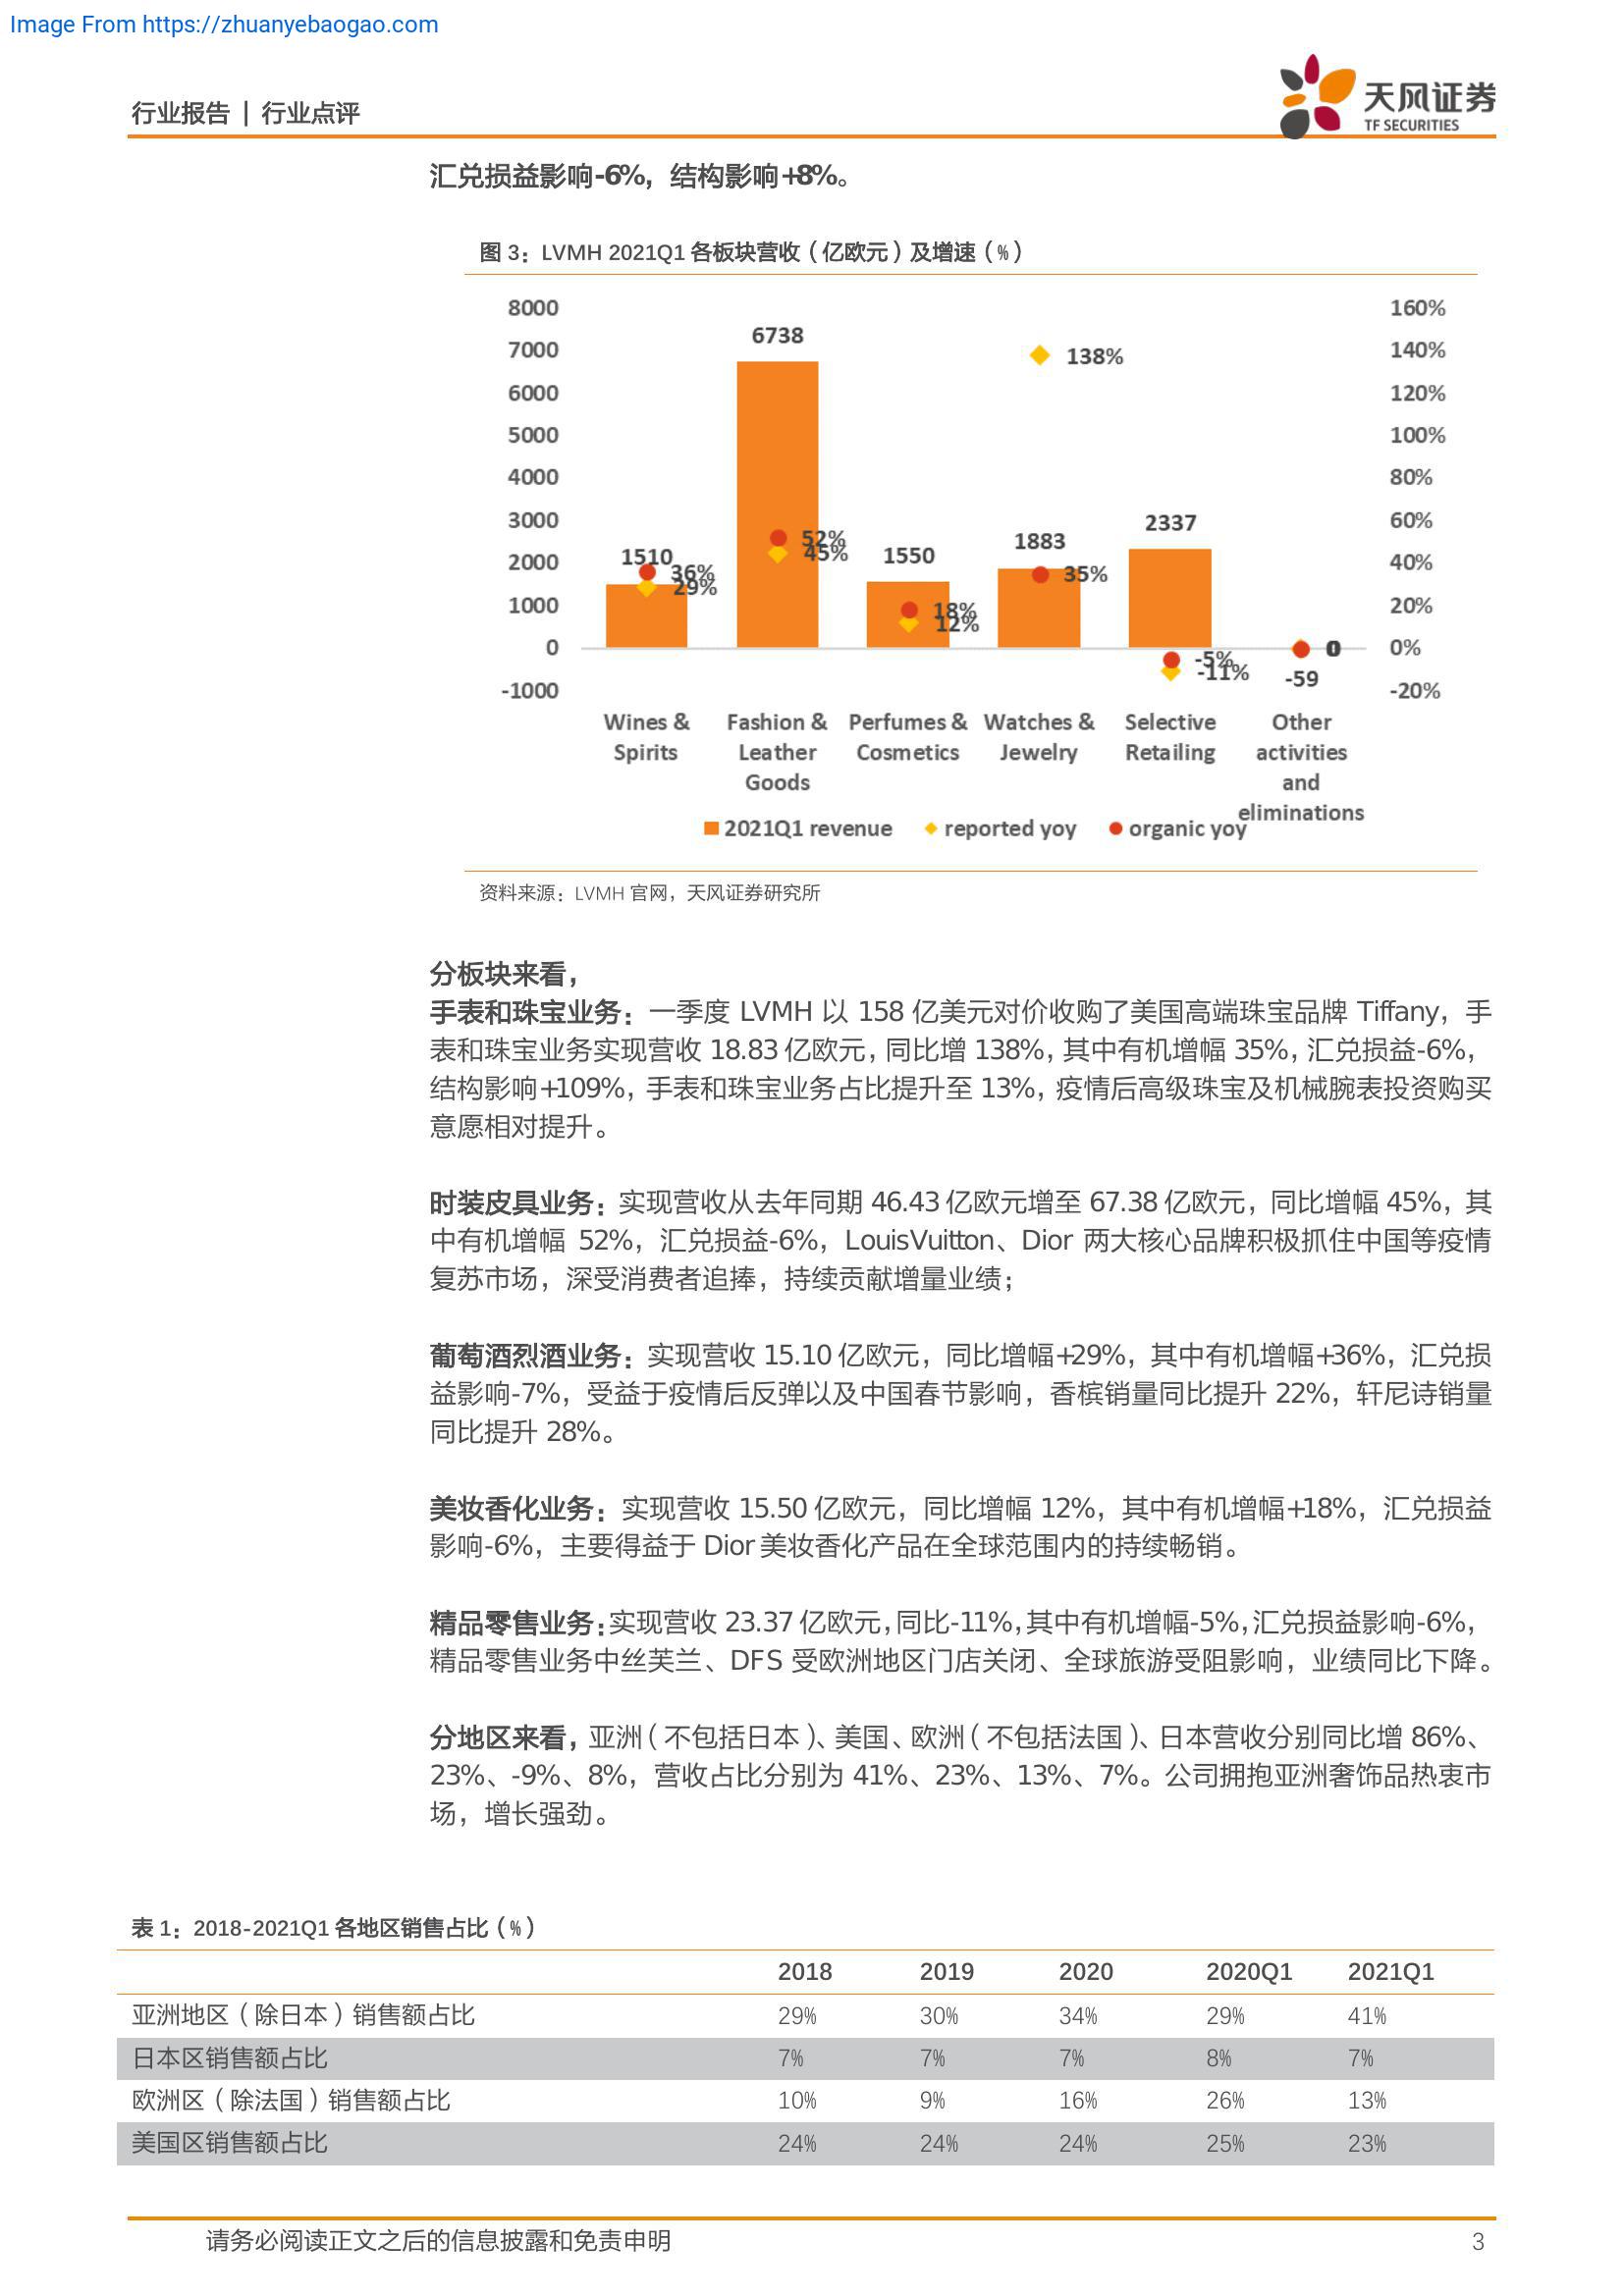 Image From https://zhuanyebaogao.com
行业报告 | 行业点评
天风证券
TF SECURITIES
汇兑损益影响-6%，结构影响+8%。
图 3：LVMH 2021Q1 各板块营收（亿欧元）及增速（%）
8000
7000
6000
5000
4000
3000
2000
1000
0
-1000
160%
140%
120%
100%
80%
60%
40%
20%
0%
-20%
1510
6738
1550
1883
2337
-59
36%
29%
52%
45%
18%
12%
138%
35%
-5%
-11%
0
Wines & Spirits
Fashion & Leather Goods
Perfumes & Cosmetics
Watches & Jewelry
Selective Retailing
Other activities and eliminations
2021Q1 revenue
reported yoy
organic yoy
资料来源：LVMH 官网，天风证券研究所
分板块来看，
手表和珠宝业务：一季度 LVMH 以 158 亿美元对价收购了美国高端珠宝品牌 Tiffany，手
表和珠宝业务实现营收 18.83 亿欧元，同比增 138%，其中有机增幅 35%，汇兑损益-6%，
结构影响+109%，手表和珠宝业务占比提升至 13%，疫情后高级珠宝及机械腕表投资购买
意愿相对提升。
时装皮具业务：实现营收从去年同期 46.43 亿欧元增至 67.38 亿欧元，同比增幅 45%，其
中有机增幅 52%，汇兑损益-6%，LouisVuitton、Dior 两大核心品牌积极抓住中国等疫情
复苏市场，深受消费者追捧，持续贡献增量业绩；
葡萄酒烈酒业务：实现营收 15.10 亿欧元，同比增幅+29%，其中有机增幅+36%，汇兑损
益影响-7%，受益于疫情后反弹以及中国春节影响，香槟销量同比提升 22%，轩尼诗销量
同比提升 28%。
美妆香化业务：实现营收 15.50 亿欧元，同比增幅 12%，其中有机增幅+18%，汇兑损益
影响-6%，主要得益于 Dior 美妆香化产品在全球范围内的持续畅销。
精品零售业务：实现营收 23.37 亿欧元，同比-11%，其中有机增幅-5%，汇兑损益影响-6%，
精品零售业务中丝芙兰、DFS 受欧洲地区门店关闭、全球旅游受阻影响，业绩同比下降。
分地区来看，亚洲（不包括日本）、美国、欧洲（不包括法国）、日本营收分别同比增 86%、
23%、-9%、8%，营收占比分别为 41%、23%、13%、7%。公司拥抱亚洲奢饰品热衷市
场，增长强劲。
表 1：2018-2021Q1 各地区销售占比（%）
2018 2019 2020 2020Q1 2021Q1
亚洲地区（除日本）销售额占比 29% 30% 34% 29% 41%
日本区销售额占比 7% 7% 7% 8% 7%
欧洲区（除法国）销售额占比 10% 9% 16% 26% 13%
美国区销售额占比 24% 24% 24% 25% 23%
请务必阅读正文之后的信息披露和免责申明
3